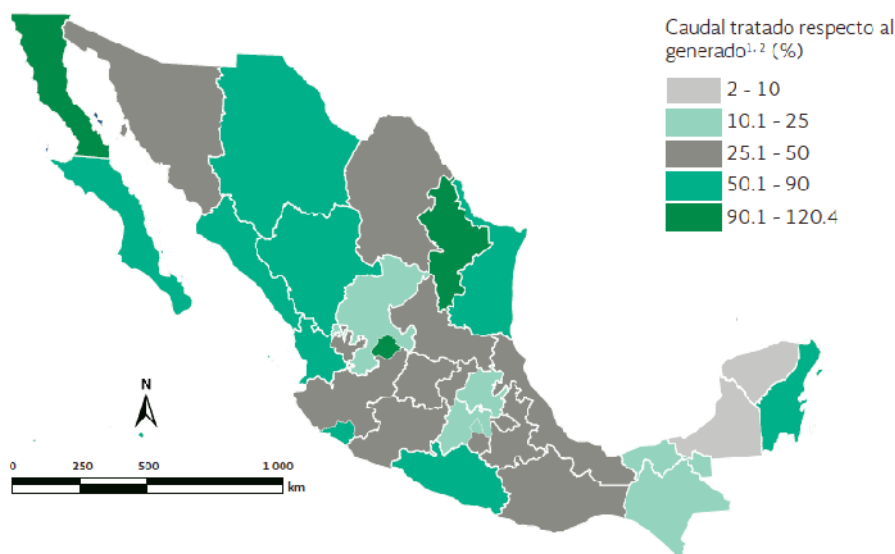 Caudal tratado respecto al
generado¹, ² (%)
2 - 10
10.1 - 25
25.1 - 50
50.1 - 90
90.1 - 120.4
N
0 250 500 1 000
km